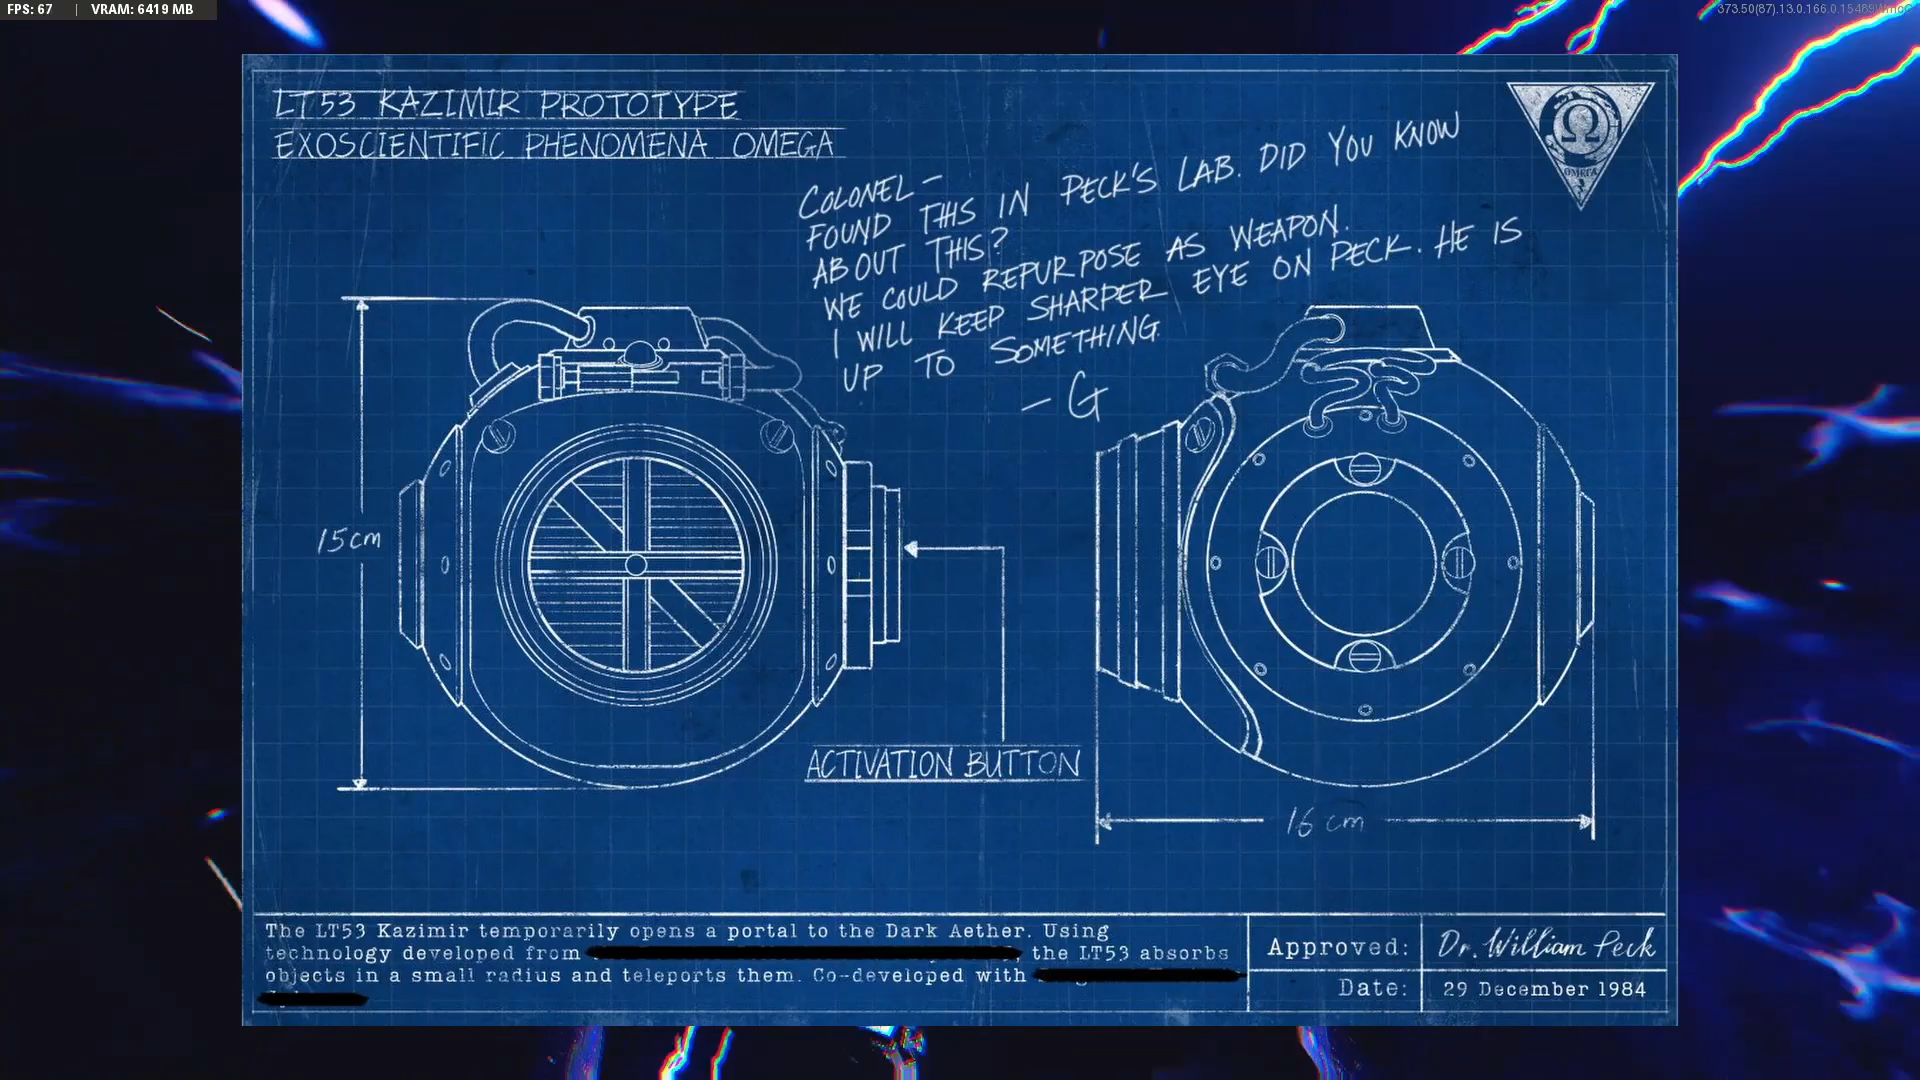 FPS: 67 | VRAM: 6419 MB
LT53 KAZIMIR PROTOTYPE
EXOSCIENTIFIC PHENOMENA OMEGA
COLONEL –
FOUND THIS IN PECK'S LAB. DID YOU KNOW
ABOUT THIS?
WE COULD REPURPOSE AS WEAPON.
I WILL KEEP SHARPER EYE ON PECK. HE IS
UP TO SOMETHING.
– G
Ω
OMEGA
15cm
ACTIVATION BUTTON
16 cm
The LT53 Kazimir temporarily opens a portal to the Dark Aether. Using
technology developed from , the LT53 absorbs
objects in a small radius and teleports them. Co-developed with
Approved: Dr. William Peck
Date: 29 December 1984